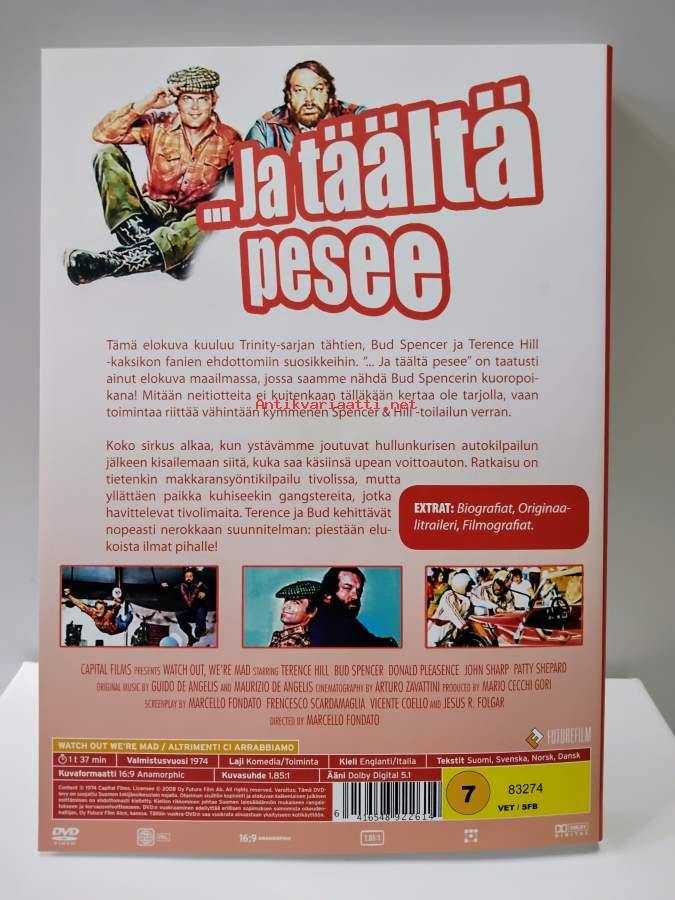 ... Ja täältä
pesee
Tämä elokuva kuuluu Trinity-sarjan tähtien, Bud Spencer ja Terence Hill
-kaksikon fanien ehdottomiin suosikkeihin. "... Ja täältä pesee" on taatusti
ainut elokuva maailmassa, jossa saamme nähdä Bud Spencerin kuoropoi-
kana! Mitään neitiotteita ei kuitenkaan tälläkään kertaa ole tarjolla, vaan
Antikvariaatti.net
toimintaa riittää vähintään kymmenen Spencer & Hill -toilailun verran.
Koko sirkus alkaa, kun ystävämme joutuvat hullunkurisen autokilpailun
jälkeen kisailemaan siitä, kuka saa käsiinsä upean voittoauton. Ratkaisu on
tietenkin makkaransyöntikilpailu tivolissa, mutta
yllättäen paikka kuhiseekin gangstereita, jotka
havittelevat tivolimaita. Terence ja Bud kehittävät
nopeasti nerokkaan suunnitelman: piestään elu-
koista ilmat pihalle!
EXTRAT: Biografiat, Originaa-
litraileri, Filmografiat.
CAPITAL FILMS PRESENTS WATCH OUT, WE'RE MAD STARRING TERENCE HILL BUD SPENCER DONALD PLEASENCE JOHN SHARP PATTY SHEPARD
ORIGINAL MUSIC BY GUIDO DE ANGELIS AND MAURIZIO DE ANGELIS CINEMATOGRAPHY BY ARTURO ZAVATTINI PRODUCED BY MARIO CECCHI GORI
SCREENPLAY BY MARCELLO FONDATO FRENCESCO SCARDAMAGLIA VICENTE COELLO AND JESUS R. FOLGAR
DIRECTED BY MARCELLO FONDATO
FUTUREFILM
WATCH OUT WE'RE MAD / ALTRIMENTI CI ARRABBIAMO
1 t 37 min Valmistusvuosi 1974 Laji Komedia/Toiminta Kieli Englanti/Italia Tekstit Suomi, Svenska, Norsk, Dansk
Kuvaformaatti 16:9 Anamorphic Kuvasuhde 1.85:1 Ääni Dolby Digital 5.1
7
83274
VET / SFB
6 416548 922614
DVD
VIDEO
PAL
16:9 ANAMORPHIC
1.85:1
DOLBY
DIGITAL